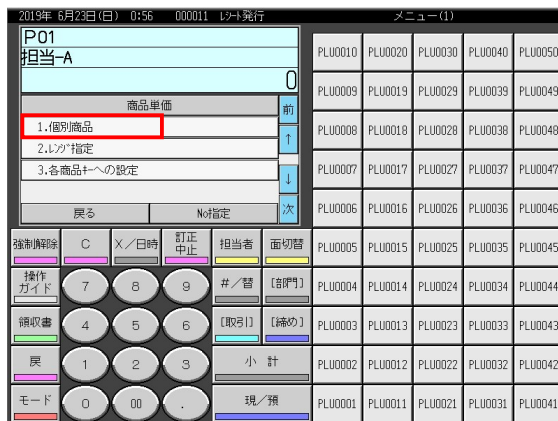 2019年 6月23日(日) 0:56 000011 ﾚｼｰﾄ発行 メニュー(1)
P01
担当-A
0
商品単価
前
1.個別商品
↑
2.ﾚﾝｼﾞ指定
3.各商品ｷｰへの設定
↓
戻る No指定 次
強制解除 C X/日時 訂正中止 担当者 面切替
操作ガイド 7 8 9 #/替 [部門]
領収書 4 5 6 [取引] [締め]
戻 1 2 3 小 計
モード 0 00 . 現/預
PLU0010 PLU0020 PLU0030 PLU0040 PLU0050
PLU0009 PLU0019 PLU0029 PLU0039 PLU0049
PLU0008 PLU0018 PLU0028 PLU0038 PLU0048
PLU0007 PLU0017 PLU0027 PLU0037 PLU0047
PLU0006 PLU0016 PLU0026 PLU0036 PLU0046
PLU0005 PLU0015 PLU0025 PLU0035 PLU0045
PLU0004 PLU0014 PLU0024 PLU0034 PLU0044
PLU0003 PLU0013 PLU0023 PLU0033 PLU0043
PLU0002 PLU0012 PLU0022 PLU0032 PLU0042
PLU0001 PLU0011 PLU0021 PLU0031 PLU0041